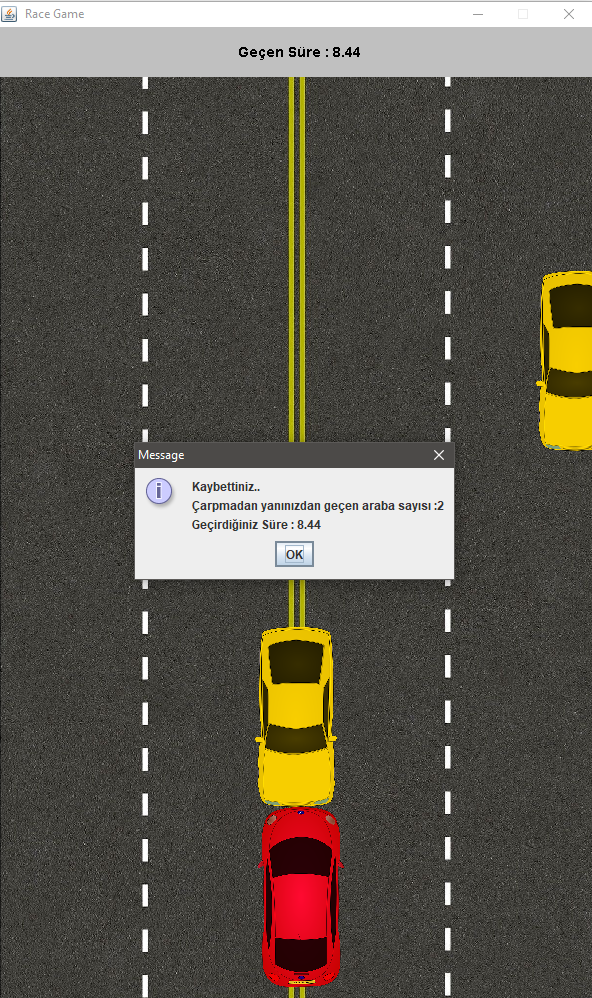 Race Game
Geçen Süre : 8.44
Message
Kaybettiniz..
Çarpmadan yanınızdan geçen araba sayısı :2
Geçirdiğiniz Süre : 8.44
OK